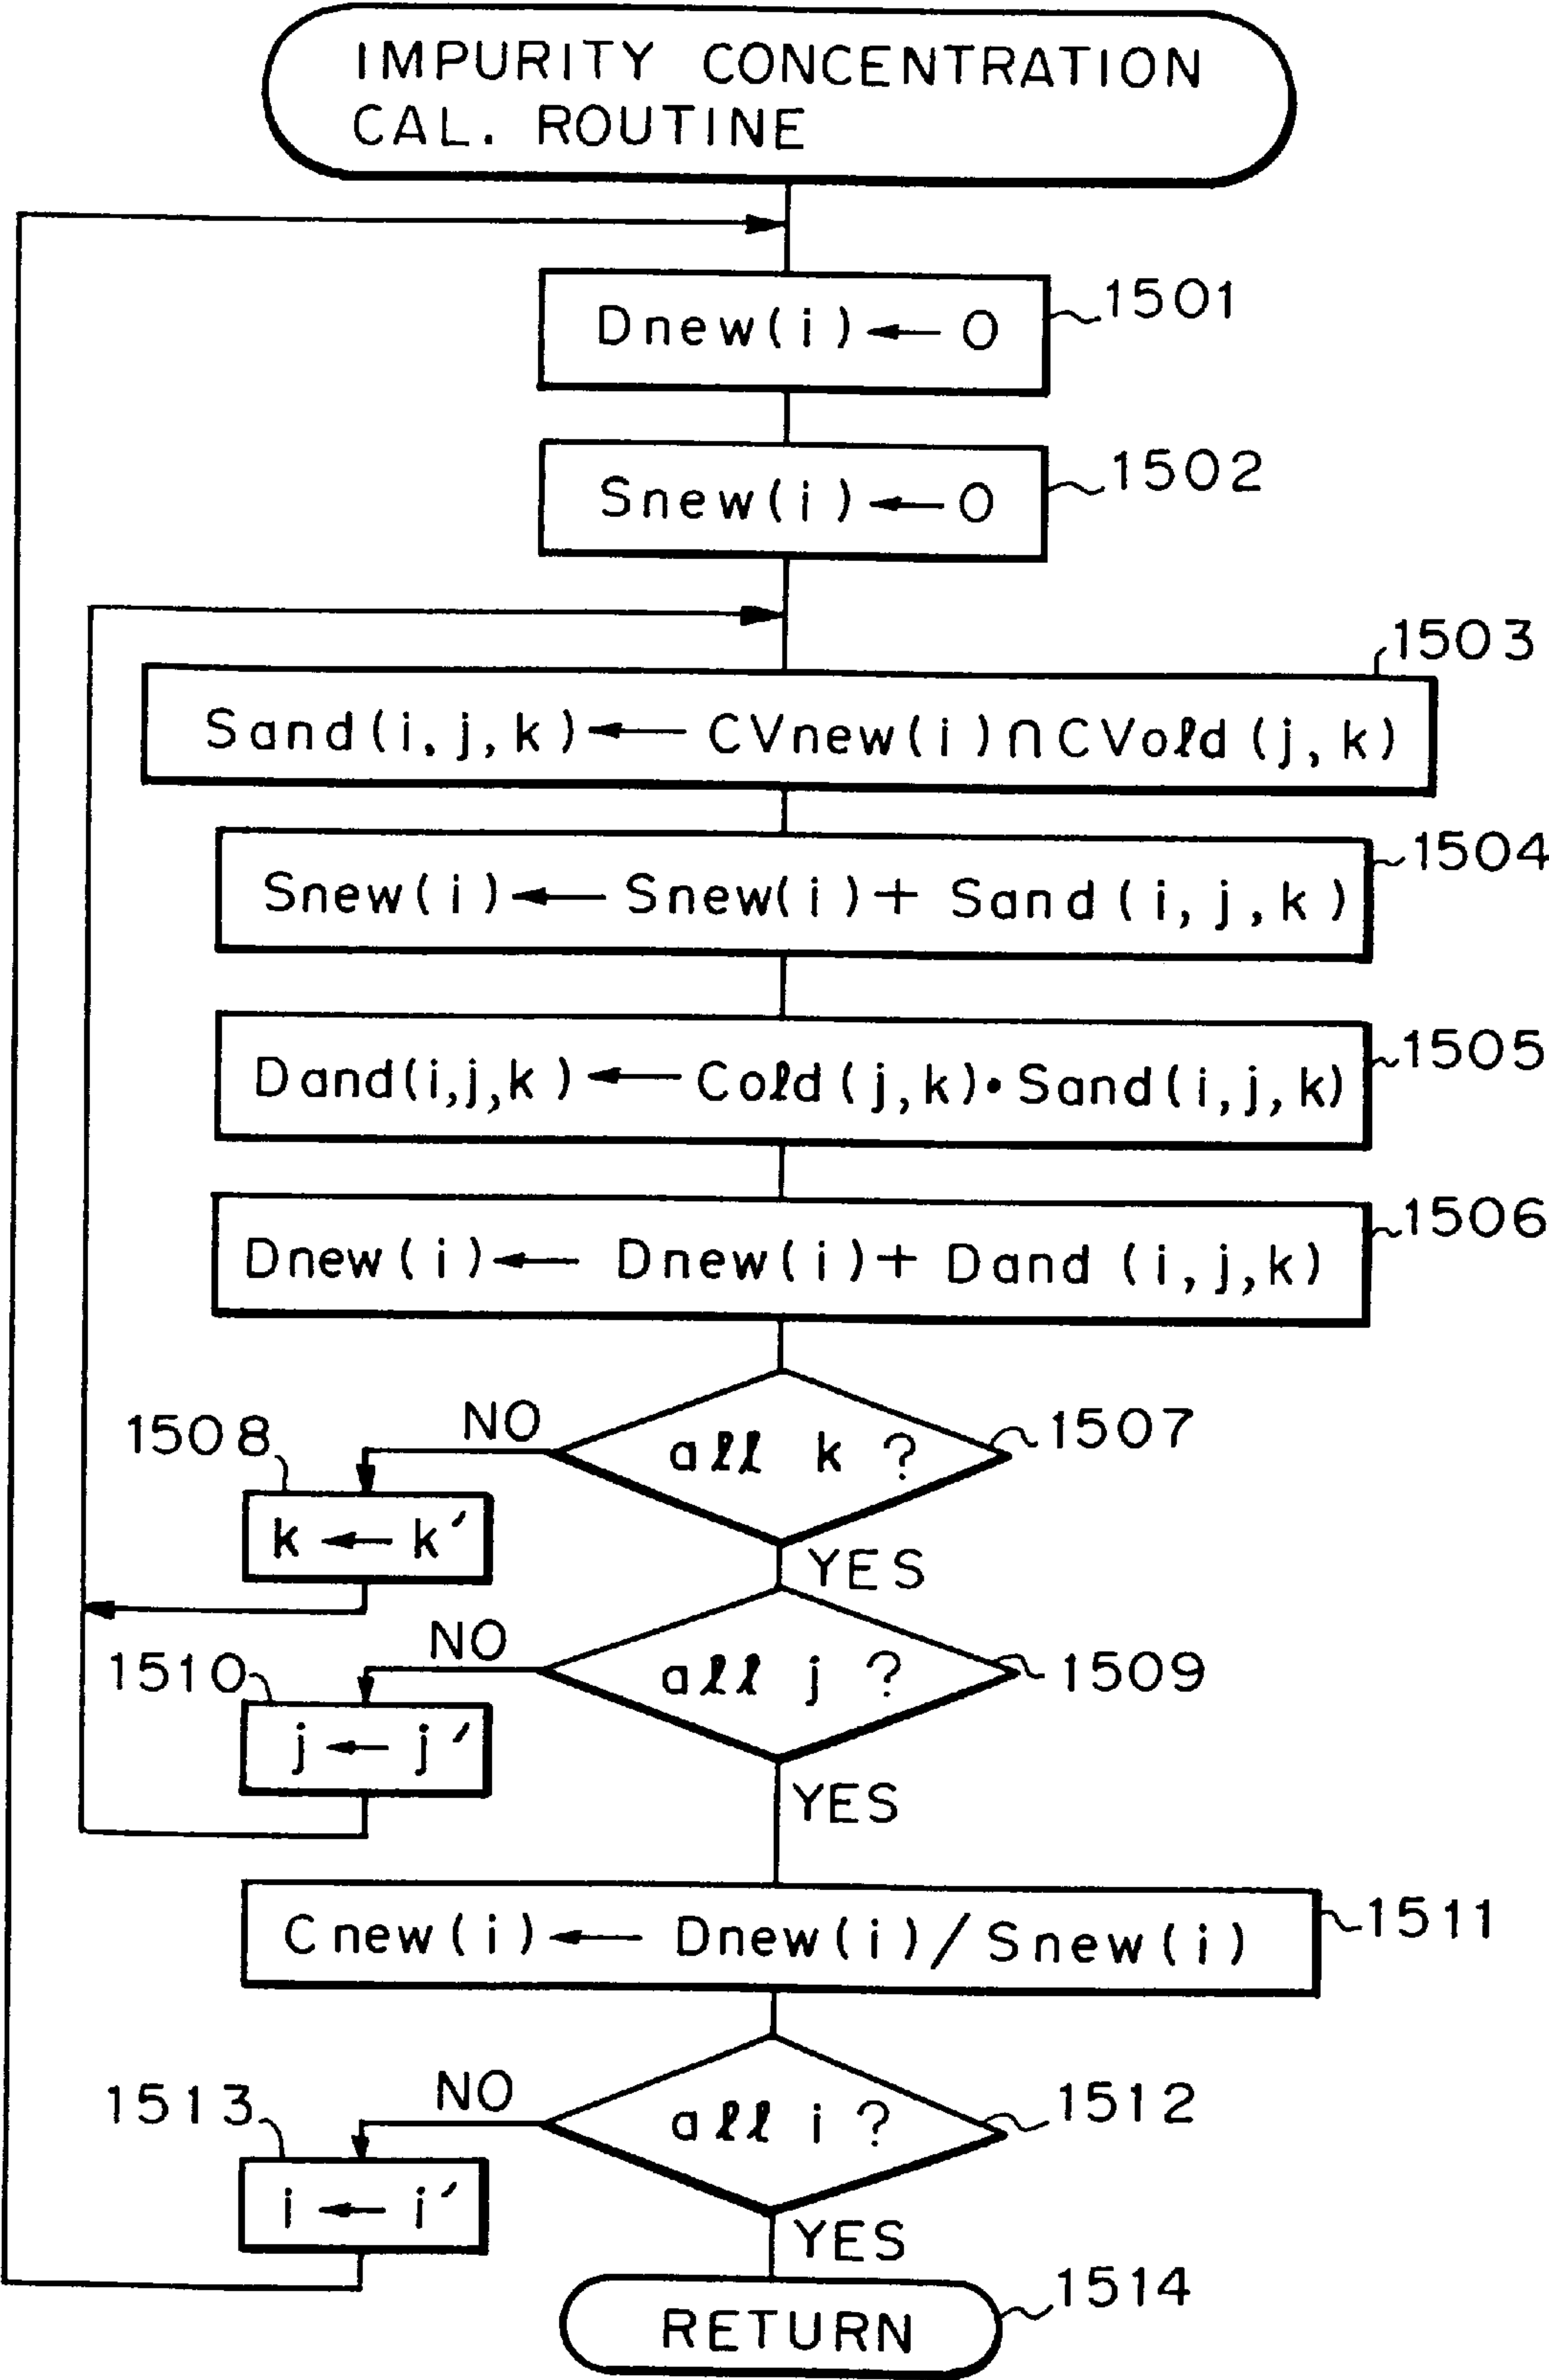 IMPURITY CONCENTRATION
CAL. ROUTINE
Dnew(i) ← 0
1501
Snew(i) ← 0
1502
1503
Sand(i,j,k) ← CVnew(i)∩CVold(j,k)
1504
Snew(i) ← Snew(i)+ Sand(i,j,k)
1505
Dand(i,j,k) ← Cold(j,k)•Sand(i,j,k)
1506
Dnew(i) ← Dnew(i)+ Dand(i,j,k)
NO
1507
1508
all k ?
k ← k′
YES
NO
1509
1510
all j ?
j ← j′
YES
1511
Cnew(i) ← Dnew(i)/Snew(i)
NO
1512
1513
all i ?
i ← i′
YES
1514
RETURN